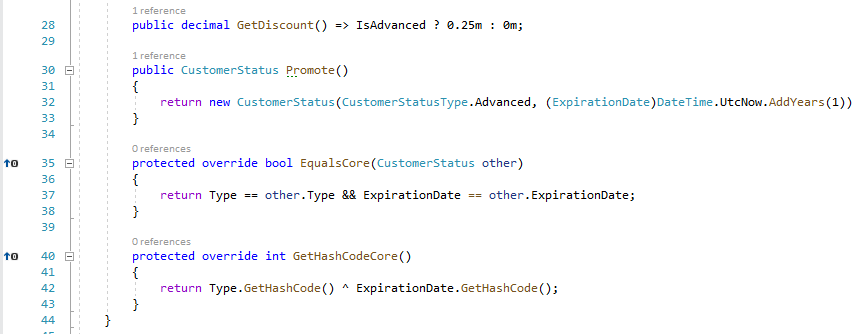 1 reference
28 public decimal GetDiscount() => IsAdvanced ? 0.25m : 0m;
29
1 reference
30 public CustomerStatus Promote()
31 {
32 return new CustomerStatus(CustomerStatusType.Advanced, (ExpirationDate)DateTime.UtcNow.AddYears(1))
33 }
34
0 references
35 protected override bool EqualsCore(CustomerStatus other)
36 {
37 return Type == other.Type && ExpirationDate == other.ExpirationDate;
38 }
39
0 references
40 protected override int GetHashCodeCore()
41 {
42 return Type.GetHashCode() ^ ExpirationDate.GetHashCode();
43 }
44 }